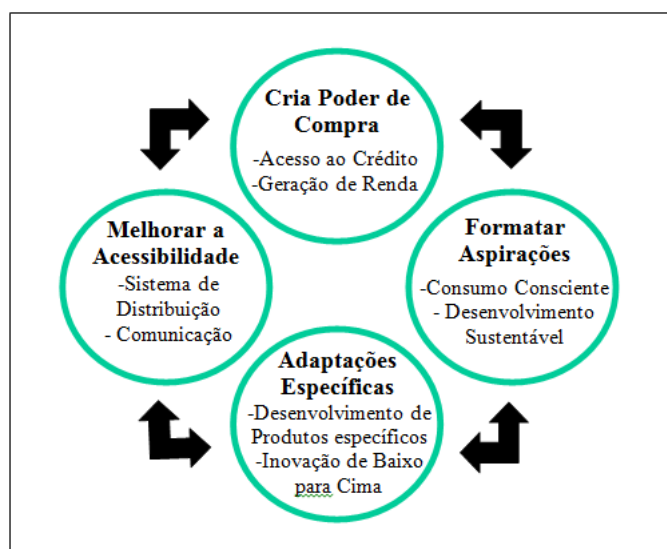 Cria Poder de
Compra
-Acesso ao Crédito
-Geração de Renda
Melhorar a
Acessibilidade
-Sistema de
Distribuição
- Comunicação
Formatar
Aspirações
-Consumo Consciente
- Desenvolvimento
Sustentável
Adaptações
Específicas
-Desenvolvimento de
Produtos específicos
-Inovação de Baixo
para Cima